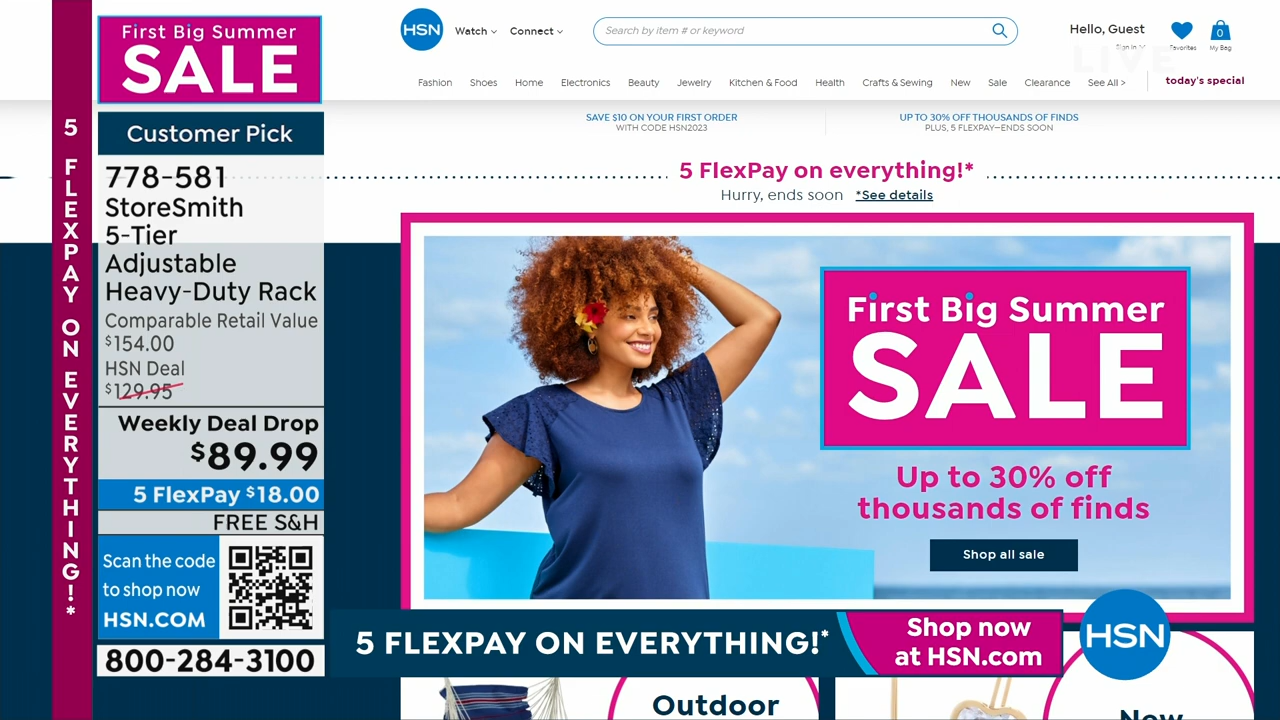 5 FLEXPAY ON EVERYTHING!*
First Big Summer
SALE
Customer Pick
778-581
StoreSmith
5-Tier
Adjustable
Heavy-Duty Rack
Comparable Retail Value
$154.00
HSN Deal
$129.95
Weekly Deal Drop
$89.99
5 FlexPay $18.00
FREE S&H
Scan the code
to shop now
HSN.COM
800-284-3100
HSN
Watch
Connect
Search by item # or keyword
Hello, Guest
Sign in
Favorites
0
My Bag
LIVE
Fashion Shoes Home Electronics Beauty Jewelry Kitchen & Food Health Crafts & Sewing New Sale Clearance See All >
today's special
SAVE $10 ON YOUR FIRST ORDER
WITH CODE HSN2023
UP TO 30% OFF THOUSANDS OF FINDS
PLUS, 5 FLEXPAY—ENDS SOON
5 FlexPay on everything!*
Hurry, ends soon *See details
First Big Summer
SALE
Up to 30% off
thousands of finds
Shop all sale
5 FLEXPAY ON EVERYTHING!*
Shop now
at HSN.com
HSN
Outdoor
New